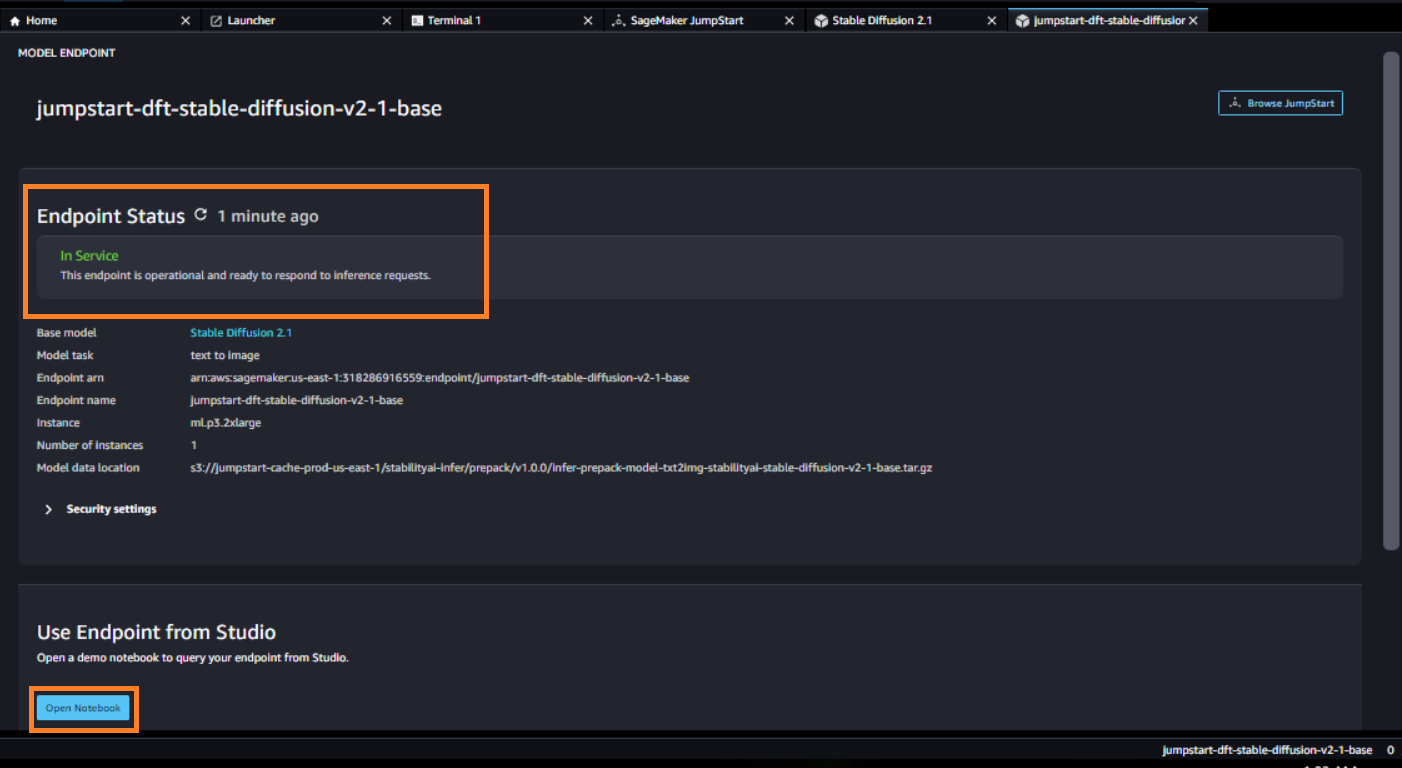 Home
Launcher
Terminal 1
SageMaker JumpStart
Stable Diffusion 2.1
jumpstart-dft-stable-diffusior
MODEL ENDPOINT
jumpstart-dft-stable-diffusion-v2-1-base
Browse JumpStart
Endpoint Status 1 minute ago
In Service
This endpoint is operational and ready to respond to inference requests.
Base model Stable Diffusion 2.1
Model task text to image
Endpoint arn arn:aws:sagemaker:us-east-1:318286916559:endpoint/jumpstart-dft-stable-diffusion-v2-1-base
Endpoint name jumpstart-dft-stable-diffusion-v2-1-base
Instance ml.p3.2xlarge
Number of instances 1
Model data location s3://jumpstart-cache-prod-us-east-1/stabilityai-infer/prepack/v1.0.0/infer-prepack-model-txt2img-stabilityai-stable-diffusion-v2-1-base.tar.gz
Security settings
Use Endpoint from Studio
Open a demo notebook to query your endpoint from Studio.
Open Notebook
jumpstart-dft-stable-diffusion-v2-1-base 0